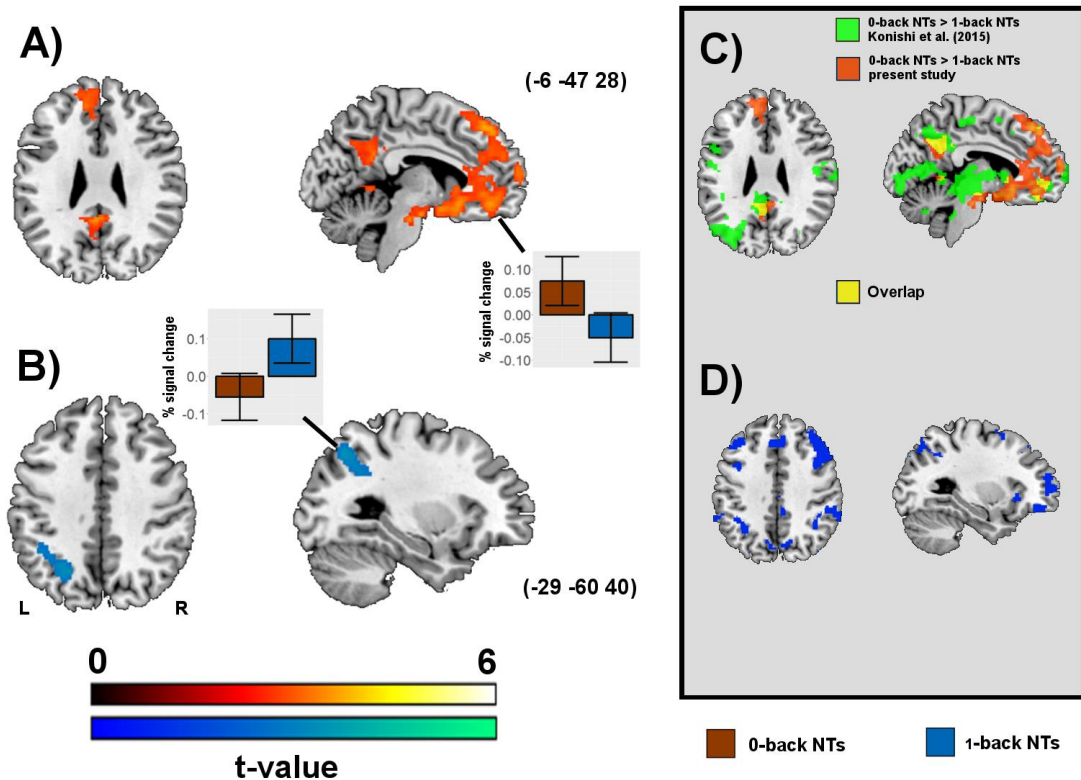 A)
(-6 -47 28)
% signal change
0.10
0.05
0.00
-0.05
-0.10
B)
% signal change
0.1
0.0
-0.1
L
R
(-29 -60 40)
0
6
t-value
C)
0-back NTs > 1-back NTs
Konishi et al. (2015)
0-back NTs > 1-back NTs
present study
Overlap
D)
0-back NTs
1-back NTs